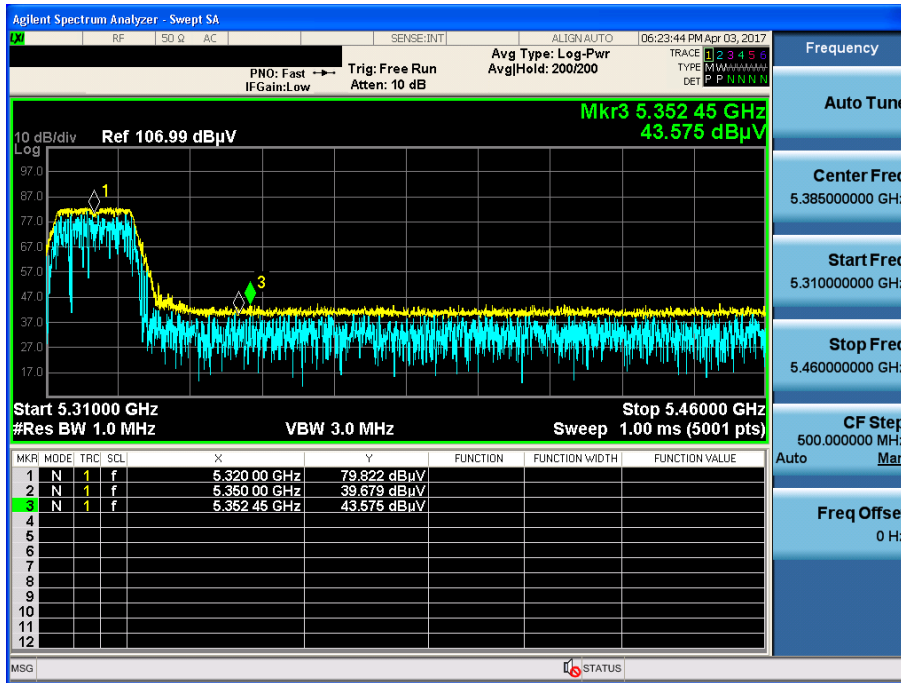 Agilent Spectrum Analyzer - Swept SA
LXI RF 50 Ω AC SENSE:INT ALIGN AUTO 06:23:44 PM Apr 03, 2017
PNO: Fast Trig: Free Run Avg Type: Log-Pwr TRACE 1 2 3 4 5 6
IFGain:Low Atten: 10 dB Avg|Hold: 200/200 TYPE M W W W W W
DET P P N N N N
Mkr3 5.352 45 GHz
43.575 dBµV
10 dB/div Ref 106.99 dBµV
Log
97.0
87.0
77.0
67.0
57.0
47.0
37.0
27.0
17.0
1
3
Start 5.31000 GHz Stop 5.46000 GHz
#Res BW 1.0 MHz VBW 3.0 MHz Sweep 1.00 ms (5001 pts)
MKR MODE TRC SCL X Y FUNCTION FUNCTION WIDTH FUNCTION VALUE
1 N 1 f 5.320 00 GHz 79.822 dBµV
2 N 1 f 5.350 00 GHz 39.679 dBµV
3 N 1 f 5.352 45 GHz 43.575 dBµV
4
5
6
7
8
9
10
11
12
MSG STATUS
Frequency
Auto Tune
Center Freq
5.385000000 GHz
Start Freq
5.310000000 GHz
Stop Freq
5.460000000 GHz
CF Step
500.000000 MHz
Auto Man
Freq Offset
0 Hz